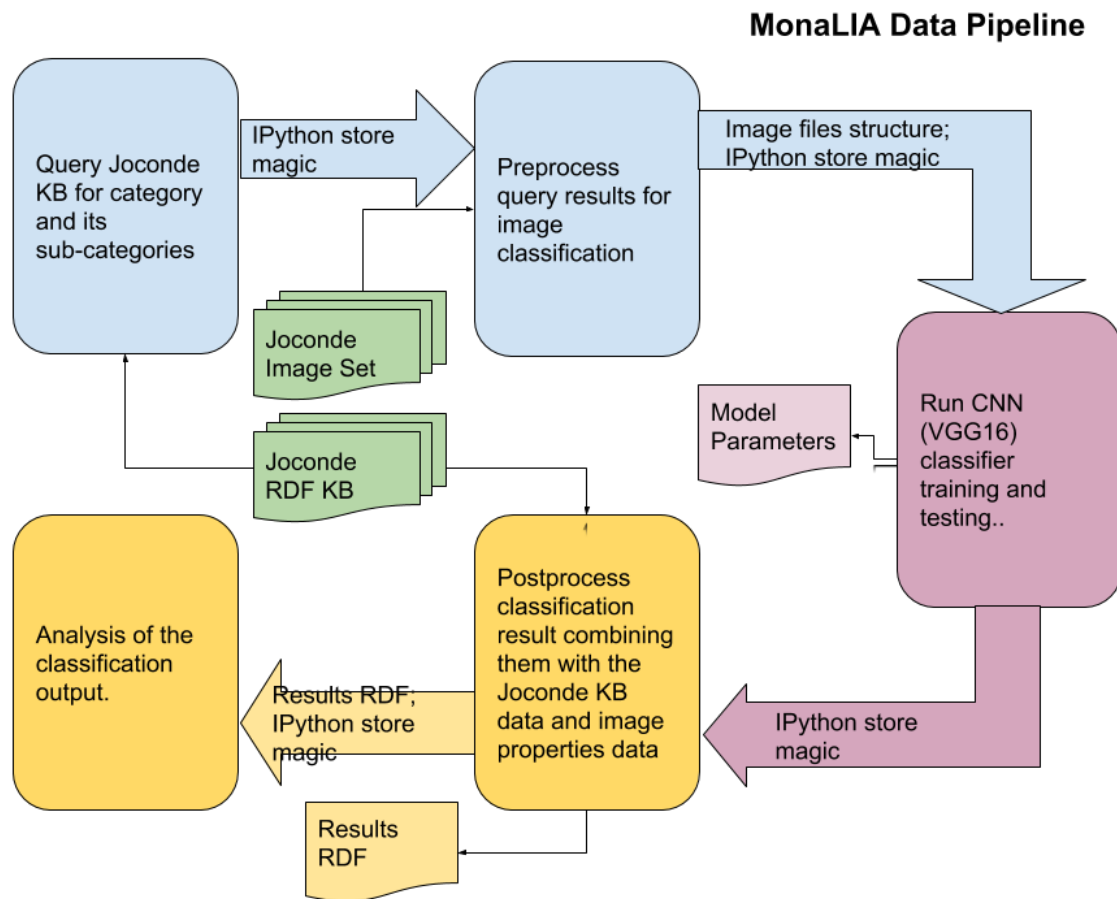 MonaLIA Data Pipeline
Query Joconde
KB for category
and its
sub-categories
IPython store
magic
Preprocess
query results for
image
classification
Image files structure;
IPython store magic
Joconde
Image Set
Joconde
RDF KB
Model
Parameters
Run CNN
(VGG16)
classifier
training and
testing..
IPython store
magic
Postprocess
classification
result combining
them with the
Joconde KB
data and image
properties data
Results RDF;
IPython store
magic
Analysis of the
classification
output.
Results
RDF